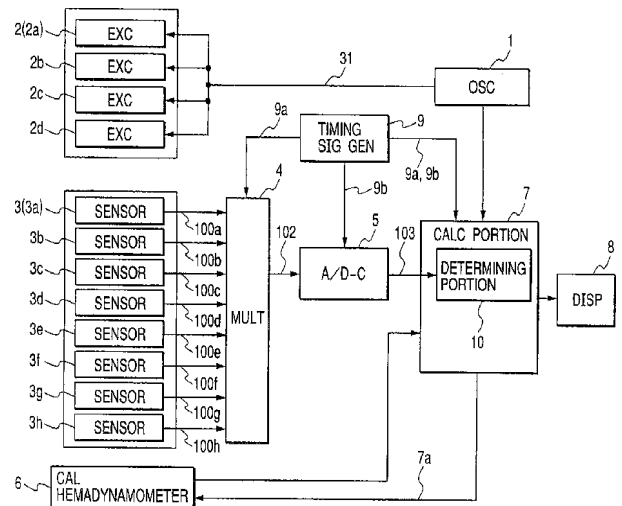 2(2a) EXC
2b EXC
2c EXC
2d EXC
31
1
OSC
9a
TIMING
SIG GEN
9
9a, 9b
9b
4
MULT
3(3a) SENSOR 100a
3b SENSOR 100b
3c SENSOR 100c
3d SENSOR 100d
3e SENSOR 100e
3f SENSOR 100f
3g SENSOR 100g
3h SENSOR 100h
102
5
A/D-C
103
7
CALC PORTION
DETERMINING
PORTION
10
8
DISP
7a
6
CAL
HEMADYNAMOMETER